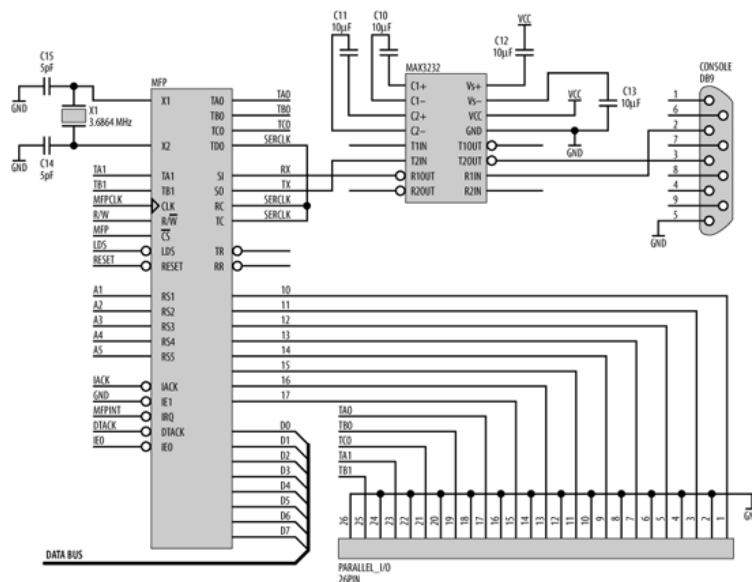 C15
5pF
GND
X1
3.6864 MHz
GND
C14
5pF
TA1
TB1
MFPCLK
R/W
MFP
LDS
RESET
A1
A2
A3
A4
A5
IACK
GND
MFPINT
DTACK
IEO
MFP
X1
X2
TA1
TB1
CLK
R/W
CS
LDS
RESET
RS1
RS2
RS3
RS4
RS5
IACK
IE1
IRQ
DTACK
IEO
TAO
TBO
TCO
TDO
SI
SO
RC
TC
TR
RR
TAO
TBO
TCO
SERCLK
RX
TX
SERCLK
SERCLK
C11
10µF
C10
10µF
VCC
C12
10µF
MAX3232
C1+
C1−
C2+
C2−
T1IN
T2IN
R1OUT
R2OUT
Vs+
Vs−
VCC
GND
T1OUT
T2OUT
R1IN
R2IN
VCC
C13
10µF
GND
CONSOLE
DB9
1
6
2
7
3
8
4
9
5
GND
10
11
12
13
14
15
16
17
D0
D1
D2
D3
D4
D5
D6
D7
DATA BUS
TAO
TBO
TCO
TA1
TB1
26 25 24 23 22 21 20 19 18 17 16 15 14 13 12 11 10 9 8 7 6 5 4 3 2 1
PARALLEL_I/O
26PIN